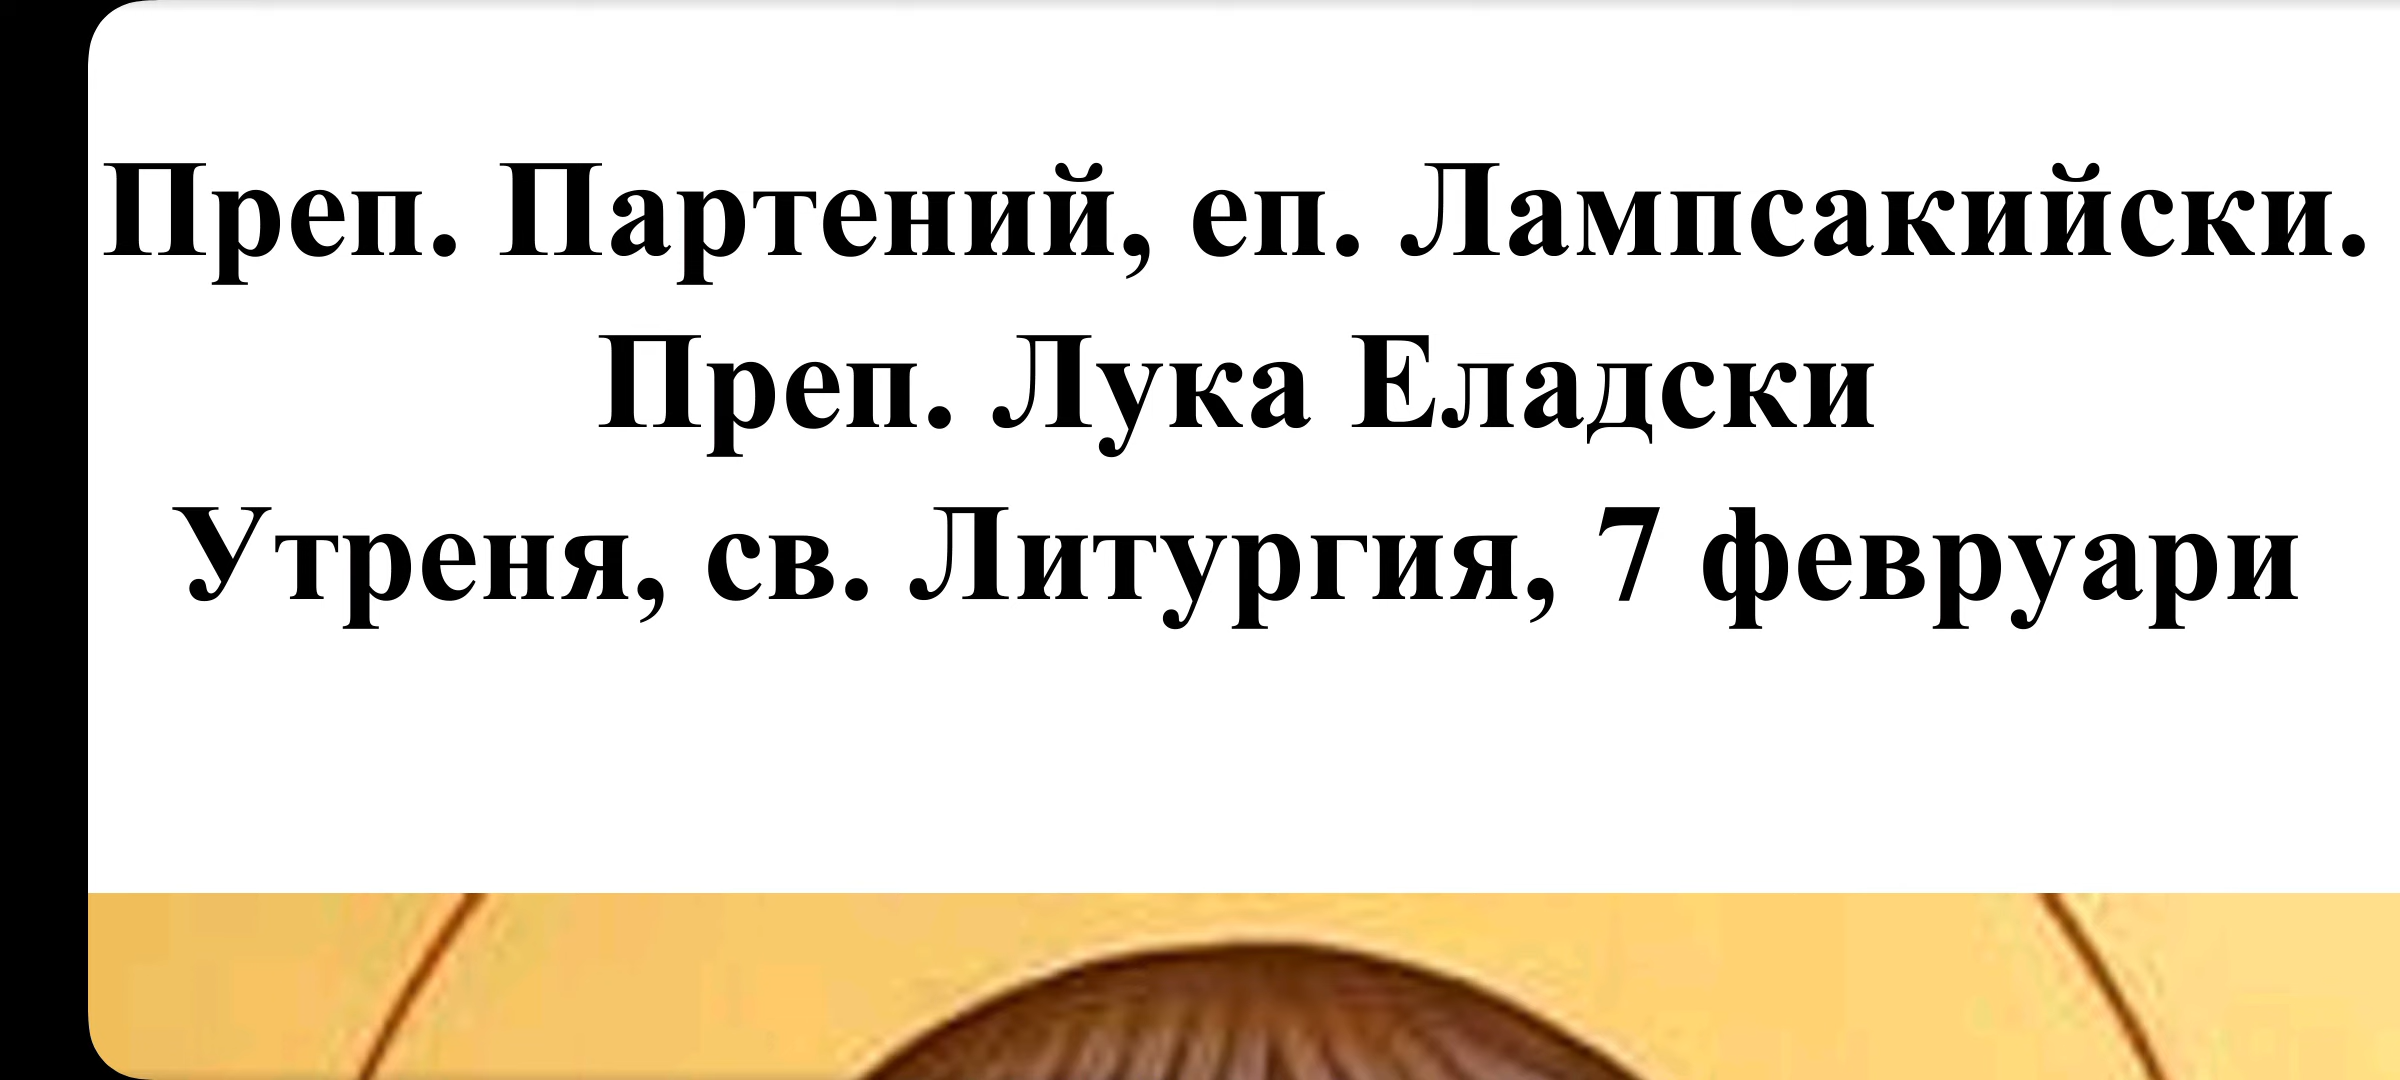 Преп. Партений, еп. Лампсакийски.
Преп. Лука Еладски
Утреня, св. Литургия, 7 февруари